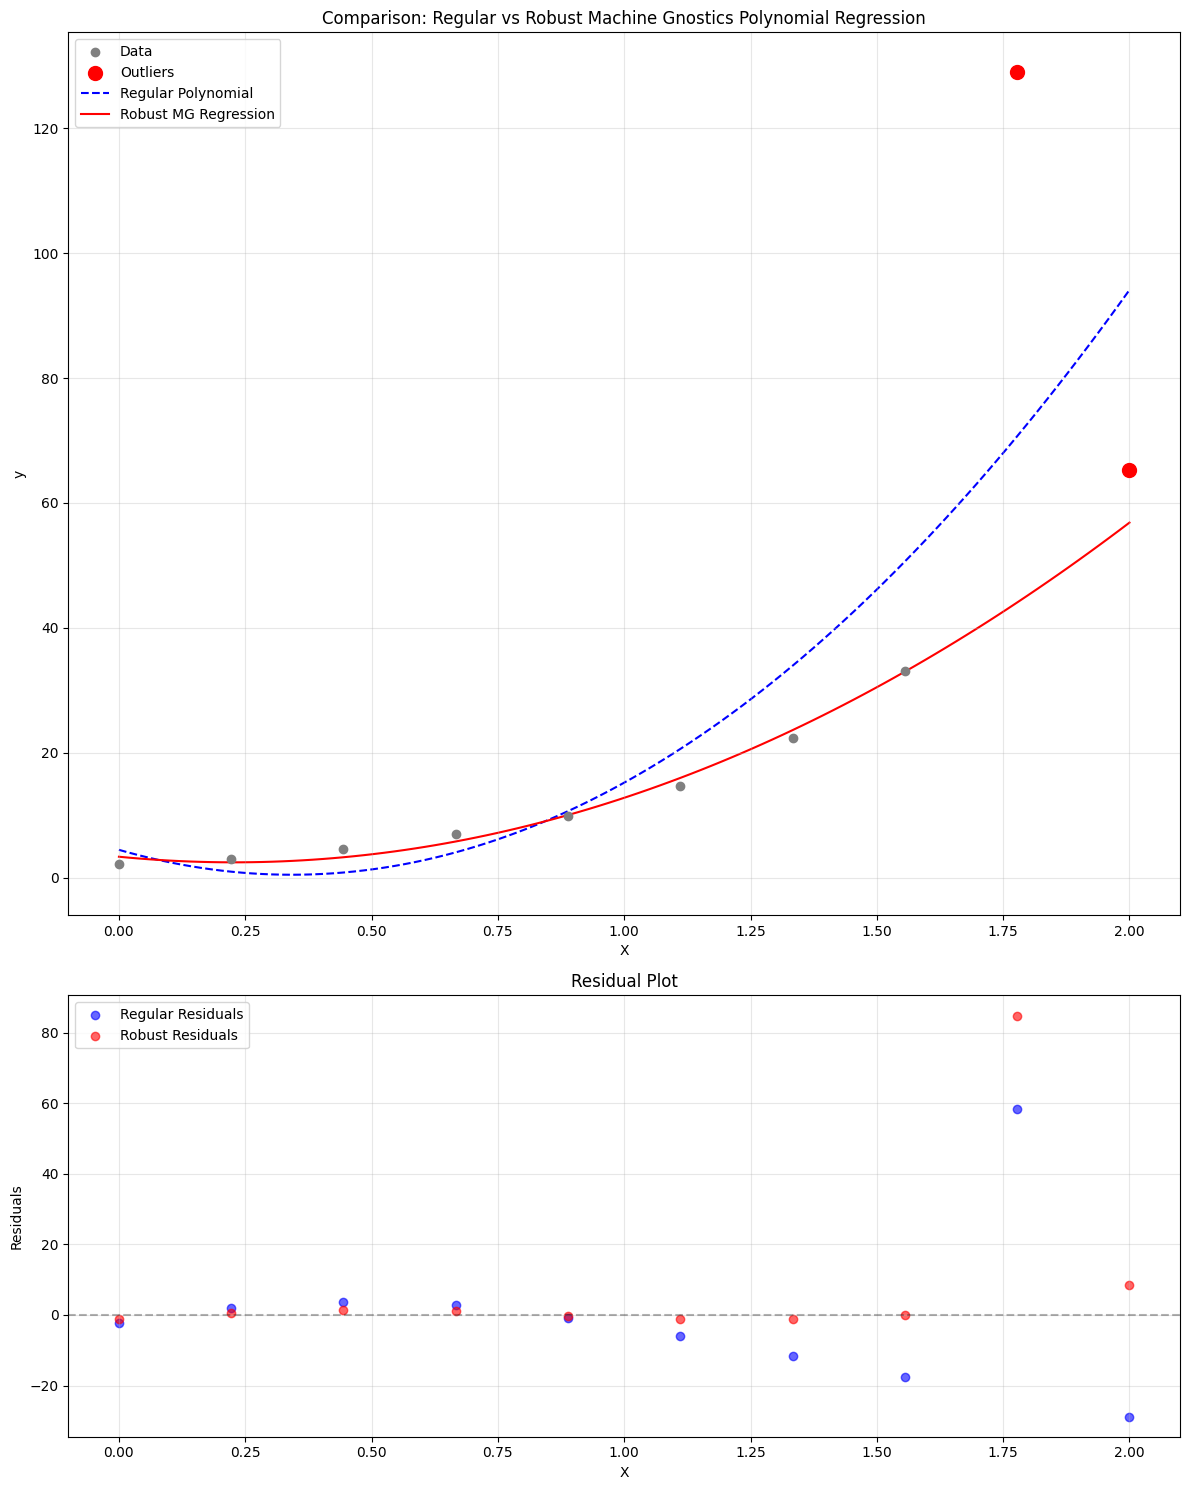 Comparison: Regular vs Robust Machine Gnostics Polynomial Regression
Data
Outliers
Regular Polynomial
Robust MG Regression
120
100
80
60
40
20
0
y
0.00 0.25 0.50 0.75 1.00 1.25 1.50 1.75 2.00
X
Residual Plot
Regular Residuals
Robust Residuals
80
60
40
20
0
−20
Residuals
0.00 0.25 0.50 0.75 1.00 1.25 1.50 1.75 2.00
X